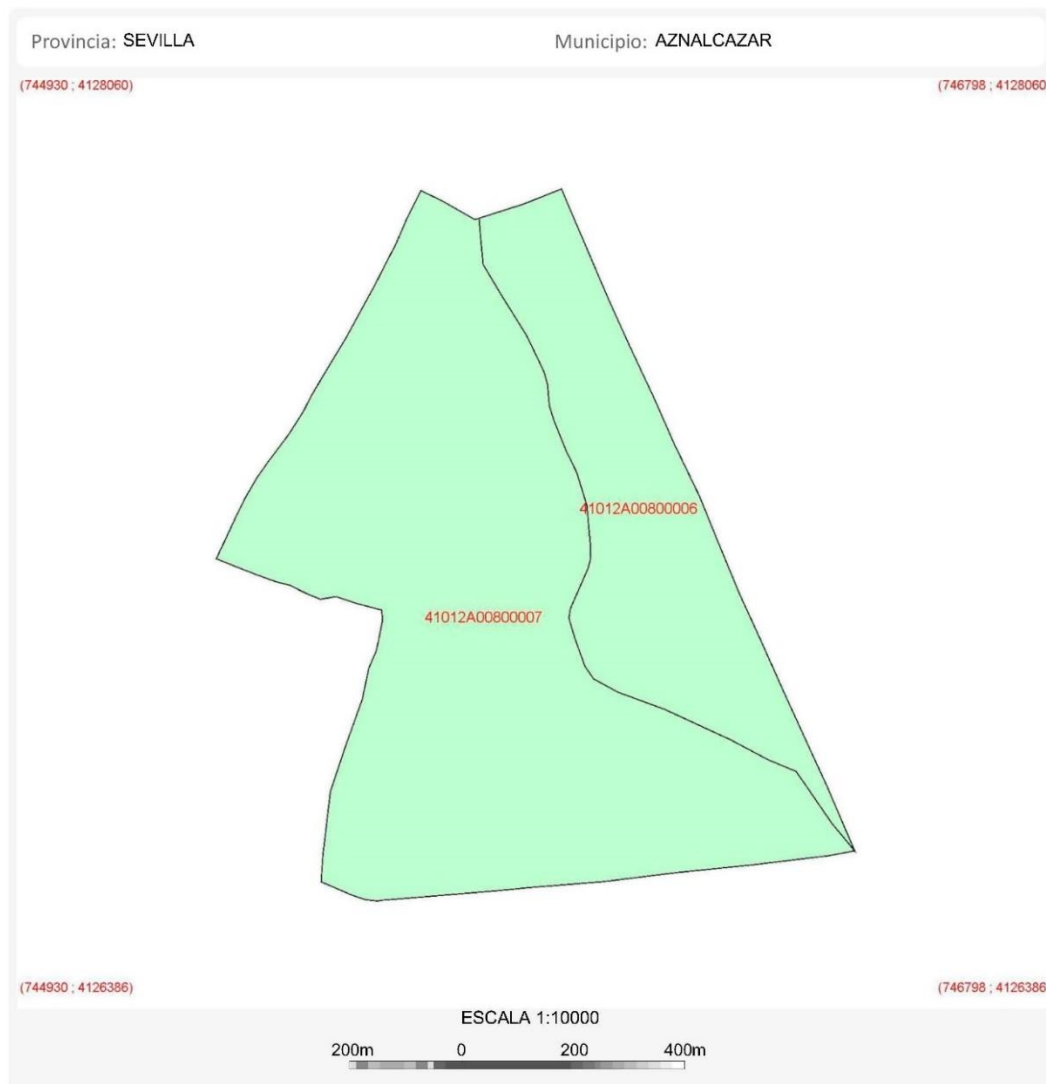 Provincia: SEVILLA Municipio: AZNALCAZAR
(744930 ; 4128060) (746798 ; 4128060
41012A00800006
41012A00800007
(744930 ; 4126386) (746798 ; 4126386
ESCALA 1:10000
200m 0 200 400m